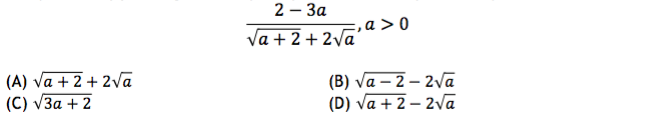 2 − 3a
√a + 2 + 2√a , a > 0
(A) √a + 2 + 2√a (B) √a − 2 − 2√a
(C) √3a + 2 (D) √a + 2 − 2√a